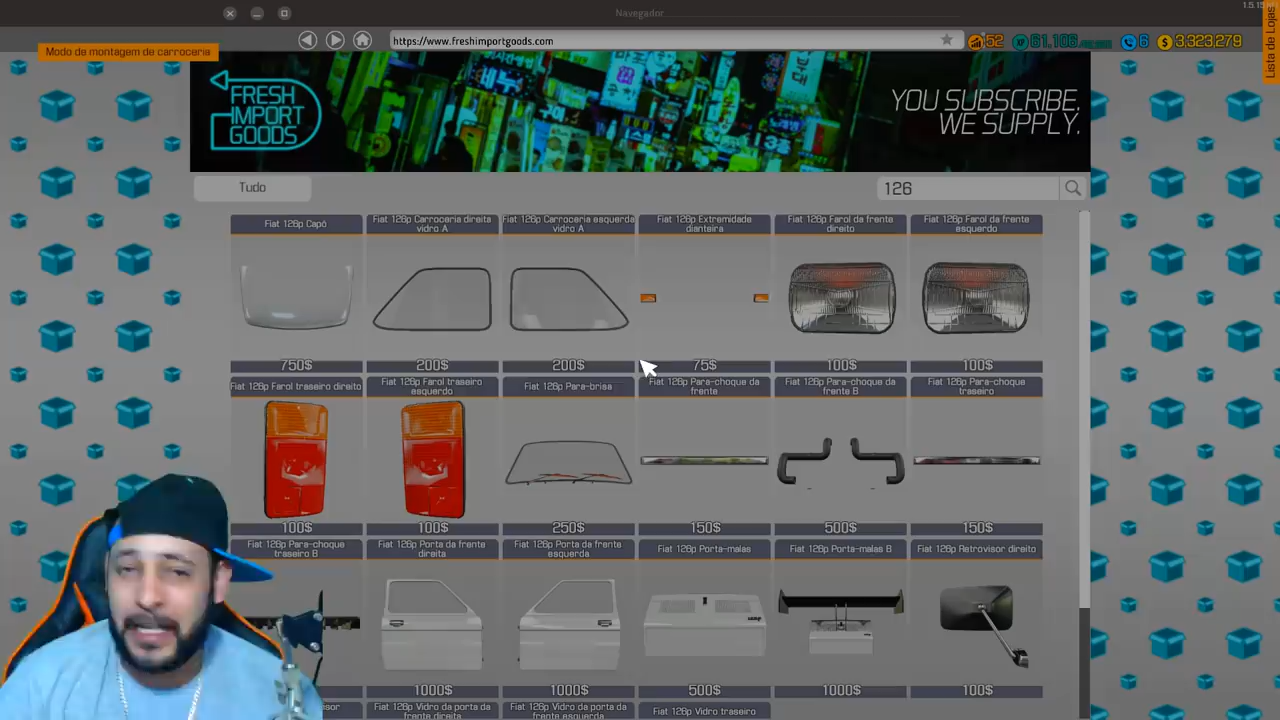 Navegador
1.5.15
https://www.freshimportgoods.com
52
61,106
6
3,323,279
Lista de Lojas
Modo de montagem de carroceria
FRESH
IMPORT
GOODS
YOU SUBSCRIBE.
WE SUPPLY.
Tudo
126
Fiat 126p Capô
Fiat 126p Carroceria direita
vidro A
Fiat 126p Carroceria esquerda
vidro A
Fiat 126p Extremidade
dianteira
Fiat 126p Farol da frente
direito
Fiat 126p Farol da frente
esquerdo
750$
200$
200$
75$
100$
100$
Fiat 126p Farol traseiro direito
Fiat 126p Farol traseiro
esquerdo
Fiat 126p Para-brisa
Fiat 126p Para-choque da
frente
Fiat 126p Para-choque da
frente B
Fiat 126p Para-choque
traseiro
100$
100$
250$
150$
500$
150$
Fiat 126p Para-choque
traseiro B
Fiat 126p Porta da frente
direita
Fiat 126p Porta da frente
esquerda
Fiat 126p Porta-malas
Fiat 126p Porta-malas B
Fiat 126p Retrovisor direito
1000$
1000$
500$
1000$
100$
Fiat 126p Vidro da porta da
frente direita
Fiat 126p Vidro da porta da
frente esquerda
Fiat 126p Vidro traseiro